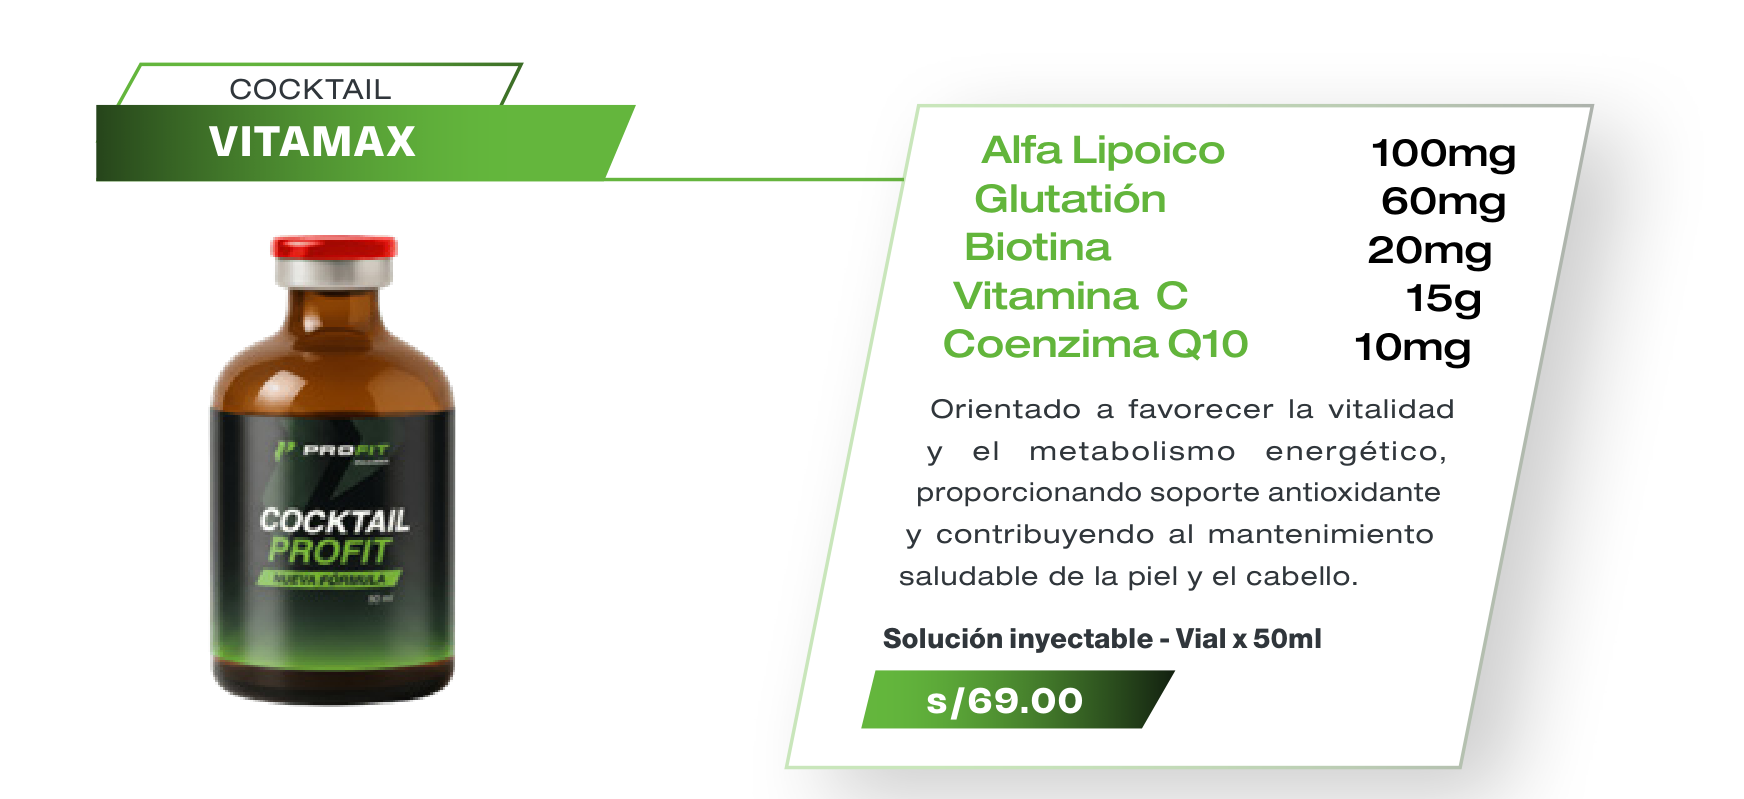 COCKTAIL
VITAMAX
Alfa Lipoico 100mg
Glutatión 60mg
Biotina 20mg
Vitamina C 15g
Coenzima Q10 10mg
Orientado a favorecer la vitalidad
y el metabolismo energético,
proporcionando soporte antioxidante
y contribuyendo al mantenimiento
saludable de la piel y el cabello.
Solución inyectable - Vial x 50ml
s/69.00
PROFIT
COCKTAIL
PROFIT
NUEVA FÓRMULA